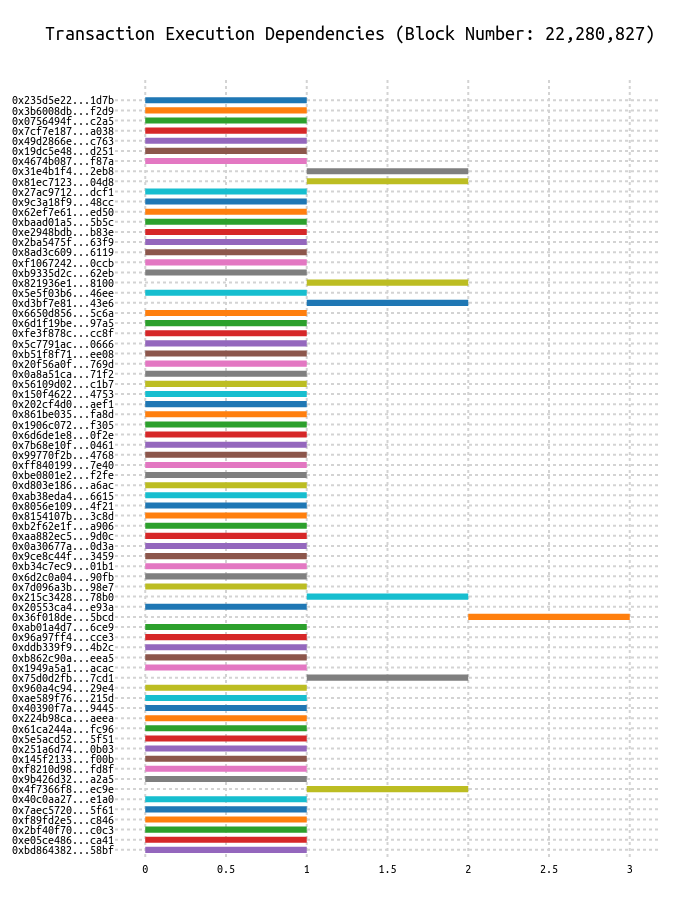 Transaction Execution Dependencies (Block Number: 22,280,827)
0x235d5e22...1d7b
0x3b6008db...f2d9
0x0756494f...c2a5
0x7cf7e187...a038
0x49d2866e...c763
0x19dc5e48...d251
0x4674b087...f87a
0x31e4b1f4...2eb8
0x81ec7123...04d8
0x27ac9712...dcf1
0x9c3a18f9...48cc
0x62ef7e61...ed50
0xbaad01a5...5b5c
0xe2948bdb...b83e
0x2ba5475f...63f9
0x8ad3c609...6119
0xf1067242...0ccb
0xb9335d2c...62eb
0x821936e1...8100
0x5e5f03b6...46ee
0xd3bf7e81...43e6
0x6650d856...5c6a
0x6d1f19be...97a5
0xfe3f878c...cc8f
0x5c7791ac...0666
0xb51f8f71...ee08
0x20f56a0f...769d
0x0a8a51ca...71f2
0x56109d02...c1b7
0x150f4622...4753
0x202cf4d0...aef1
0x861be035...fa8d
0x1906c072...f305
0x6d6de1e8...0f2e
0x7b68e10f...0461
0x99770f2b...4768
0xff840199...7e40
0xbe0801e2...f2fe
0xd803e186...a6ac
0xab38eda4...6615
0x8056e109...4f21
0x8154107b...3c8d
0xb2f62e1f...a906
0xaa882ec5...9d0c
0x0a30677a...0d3a
0x9ce8c44f...3459
0xb34c7ec9...01b1
0x6d2c0a04...90fb
0x7d096a3b...98e7
0x215c3428...78b0
0x20553ca4...e93a
0x36f018de...5bcd
0xab01a4d7...6ce9
0x96a97ff4...cce3
0xddb339f9...4b2c
0xb862c90a...eea5
0x1949a5a1...acac
0x75d0d2fb...7cd1
0x960a4c94...29e4
0xae589f76...215d
0x40390f7a...9445
0x224b98ca...aeea
0x61ca244a...fc96
0x5e5acd52...5f51
0x251a6d74...0b03
0x145f2133...f00b
0xf8210d98...fd8f
0x9b426d32...a2a5
0x4f7366f8...ec9e
0x40c0aa27...e1a0
0x7aec5720...5f61
0xf89fd2e5...c846
0x2bf40f70...c0c3
0xe05ce486...ca41
0xbd864382...58bf
0 0.5 1 1.5 2 2.5 3